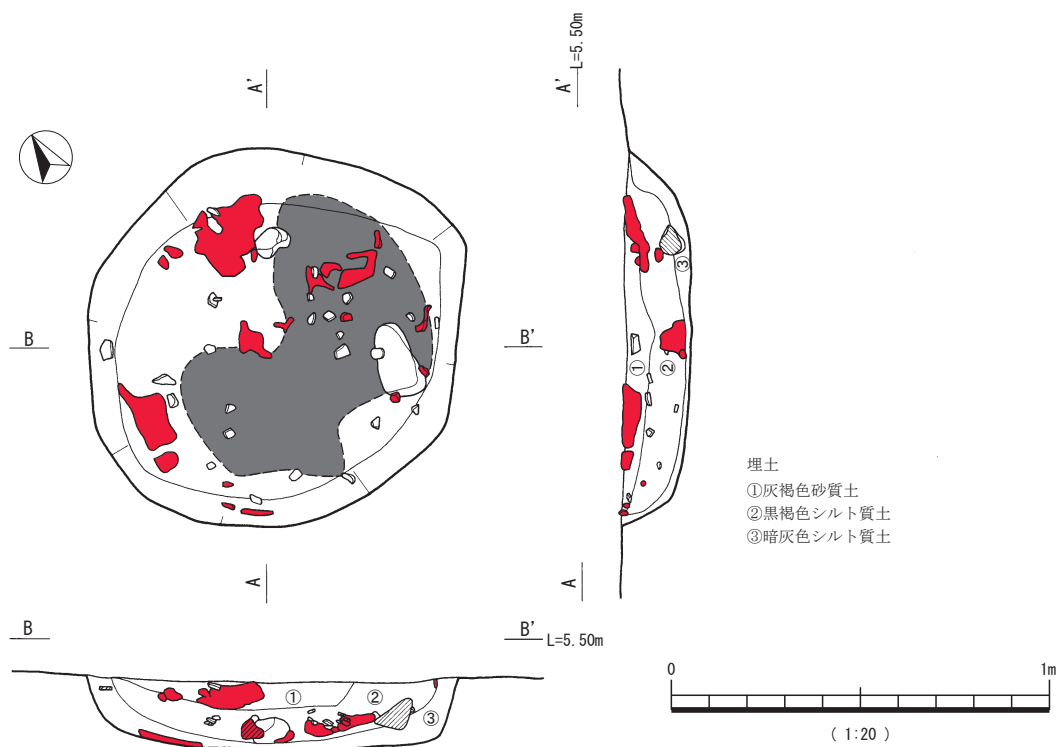 A'
A'
L=5.50m
B
B'
①
②
③
埋土
①灰褐色砂質土
②黒褐色シルト質土
③暗灰色シルト質土
A
A
B
B'
L=5.50m
①
②
③
0
1m
( 1:20 )